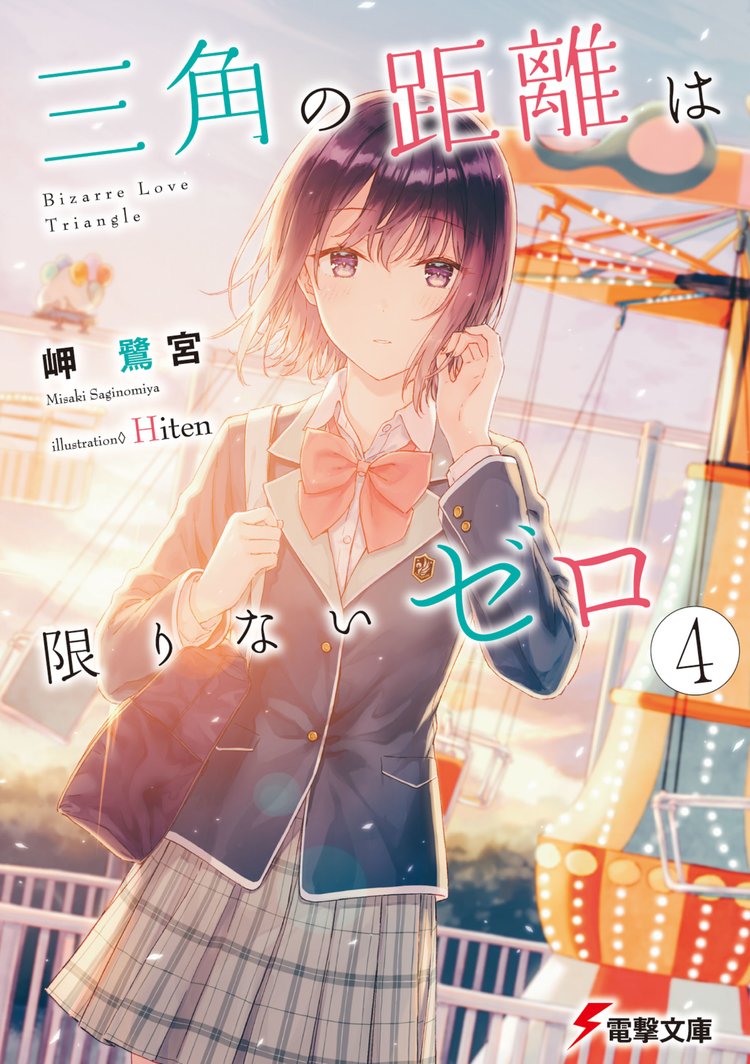 三角の距離は
Bizarre Love
Triangle
岬 鷺宮
Misaki Saginomiya
illustration◊ Hiten
限りないゼロ
4
電撃文庫